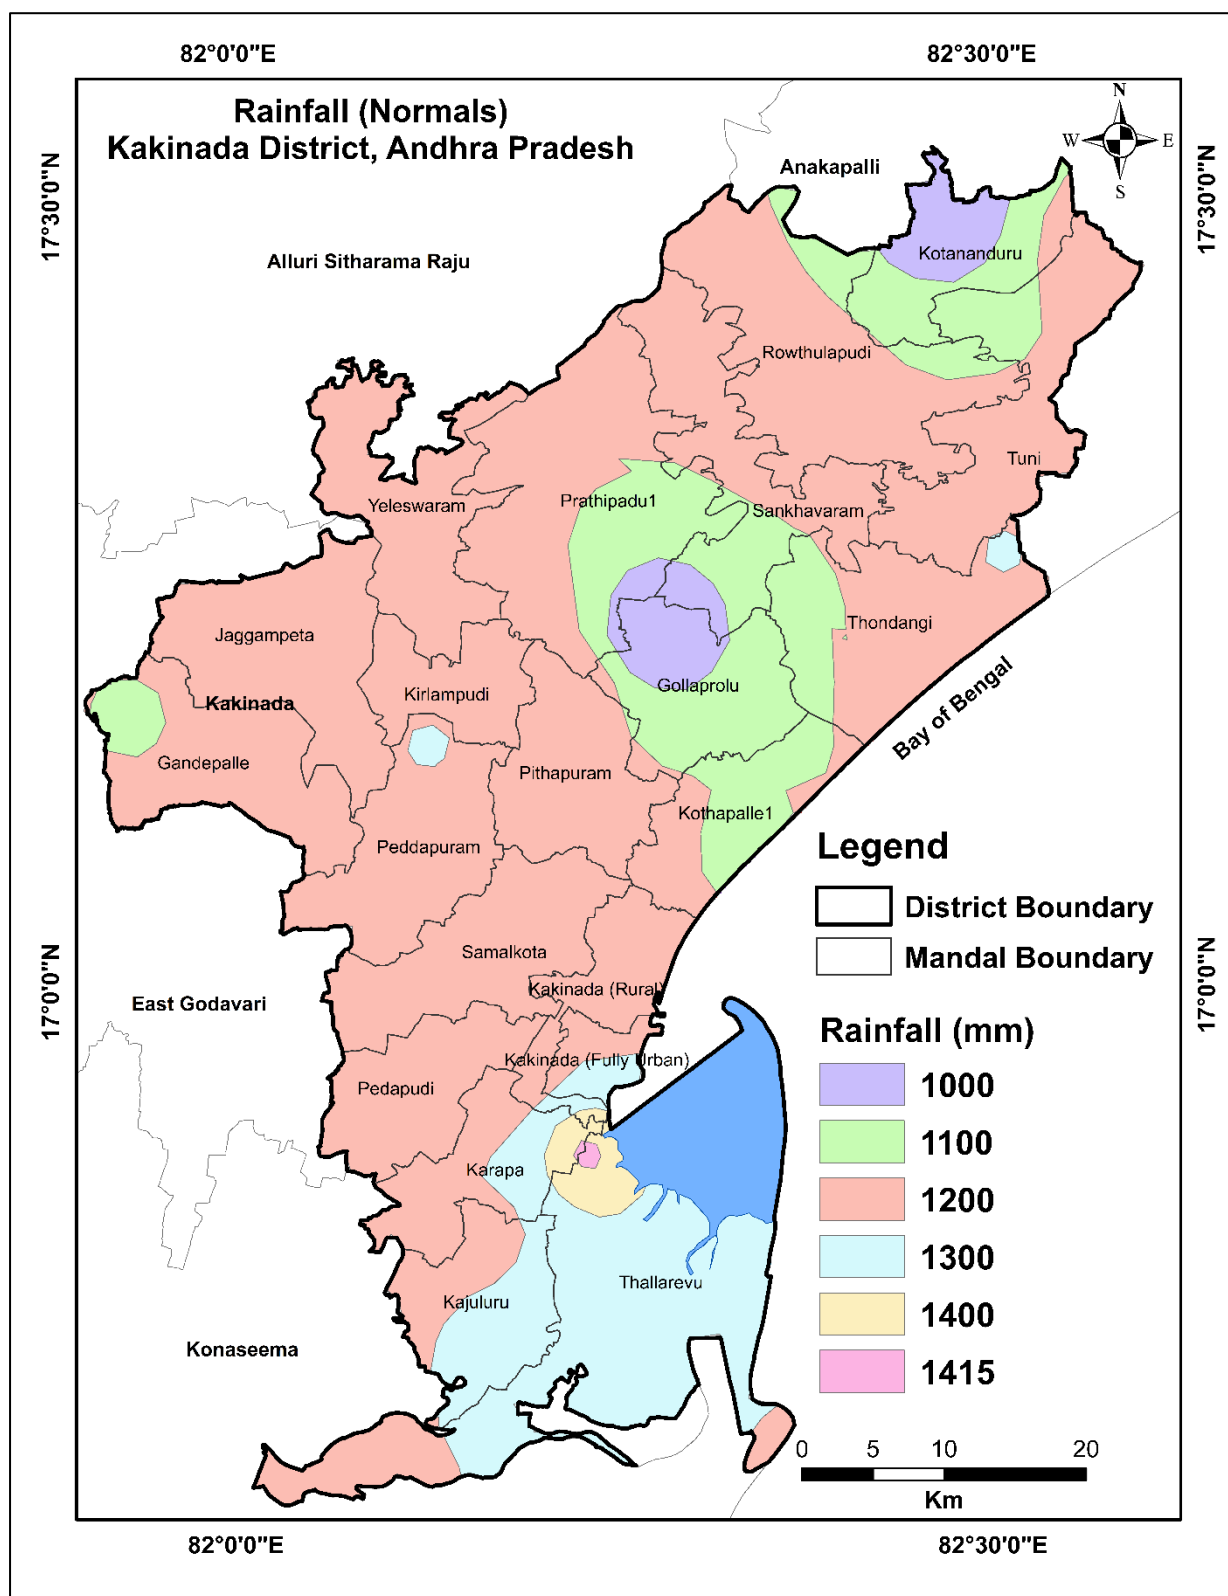 82°0'0"E
82°30'0"E
Rainfall (Normals)
Kakinada District, Andhra Pradesh
N
W
E
S
17°30'0"N
17°30'0"N
Anakapalli
Kotananduru
Alluri Sitharama Raju
Rowthulapudi
Tuni
Prathipadu1
Yeleswaram
Sankhavaram
Thondangi
Jaggampeta
Gollaprolu
Kirlampudi
Kakinada
Bay of Bengal
Gandepalle
Pithapuram
Kothapalle1
Peddapuram
Legend
District Boundary
Mandal Boundary
Samalkota
17°0'0"N
17°0'0"N
Kakinada (Rural)
East Godavari
Rainfall (mm)
Kakinada (Fully Urban)
1000
Pedapudi
1100
Karapa
1200
1300
Thallarevu
Kajuluru
1400
Konaseema
1415
0 5 10 20
Km
82°0'0"E
82°30'0"E